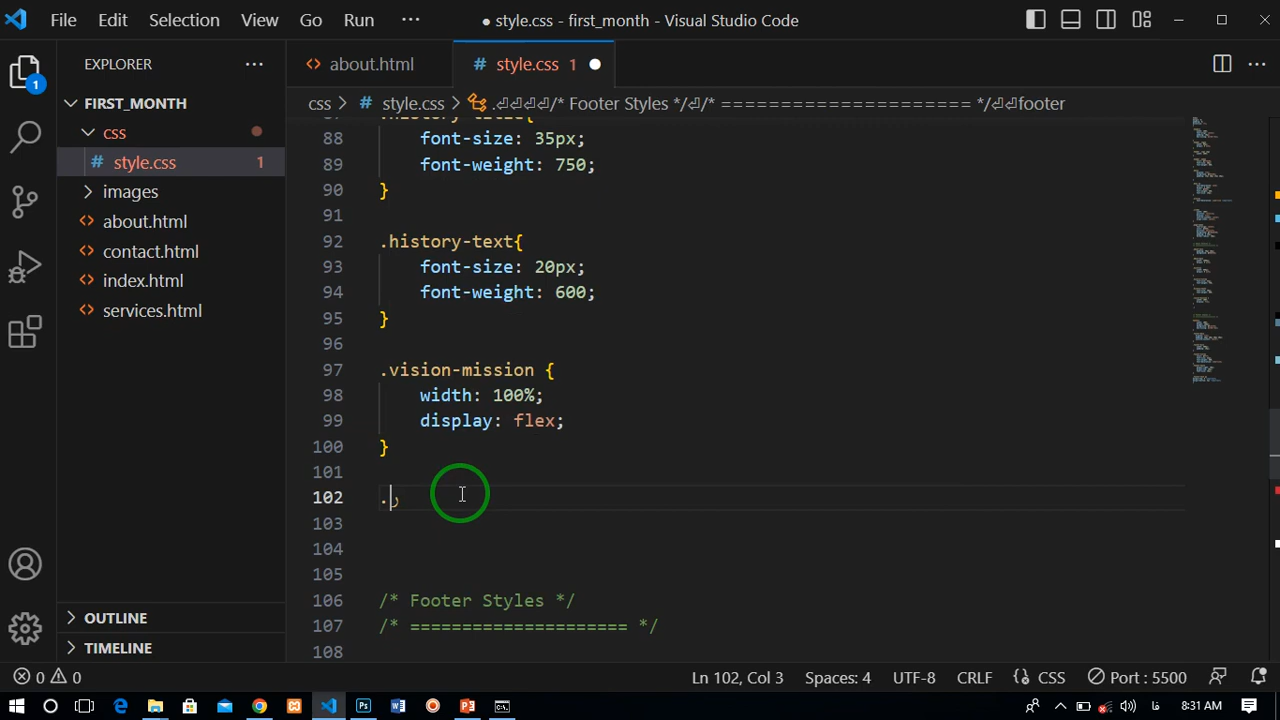 File Edit Selection View Go Run ··· ● style.css - first_month - Visual Studio Code
EXPLORER ···
about.html
# style.css 1 ●
1
FIRST_MONTH
css > # style.css > .⏎⏎⏎⏎/* Footer Styles */⏎/* ====================== */⏎⏎footer
css
# style.css 1
images
about.html
contact.html
index.html
services.html
88 font-size: 35px;
89 font-weight: 750;
90 }
91
92 .history-text{
93 font-size: 20px;
94 font-weight: 600;
95 }
96
97 .vision-mission {
98 width: 100%;
99 display: flex;
100 }
101
102 .ر
103
104
105
106 /* Footer Styles */
107 /* ===================== */
108
OUTLINE
TIMELINE
0 0 Ln 102, Col 3 Spaces: 4 UTF-8 CRLF {} CSS Port : 5500
فا 8:31 AM